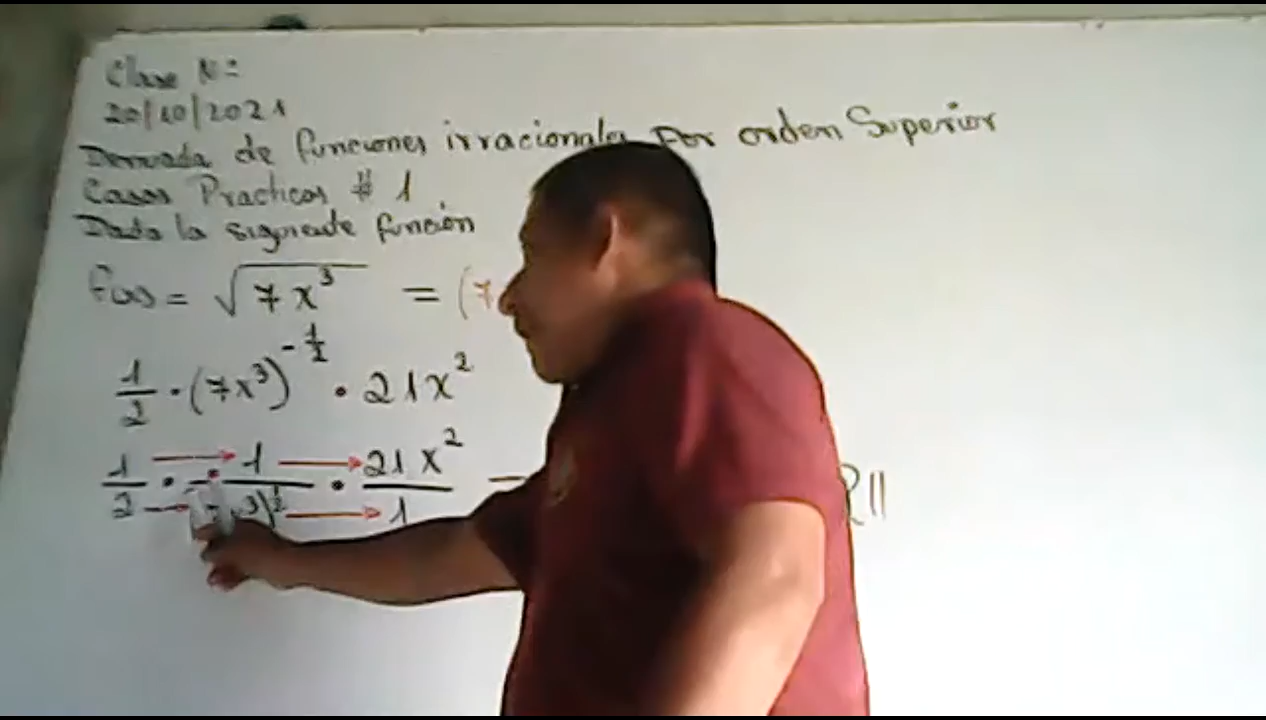 Clase N=
20/10/2021
Derivada de funciones irracionales por orden Superior
Casos Practicos # 1
Dada la siguiente función
f(x) = √7x³ = (7
1/2 · (7x³)^-1/2 · 21x²
1/2 · 1/(7x³)^1/2 · 21x²/1 =
R//